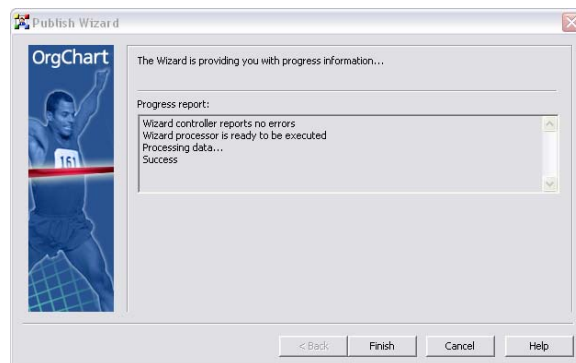 Publish Wizard
OrgChart
161
The Wizard is providing you with progress information...
Progress report:
Wizard controller reports no errors
Wizard processor is ready to be executed
Processing data...
Success
< Back
Finish
Cancel
Help